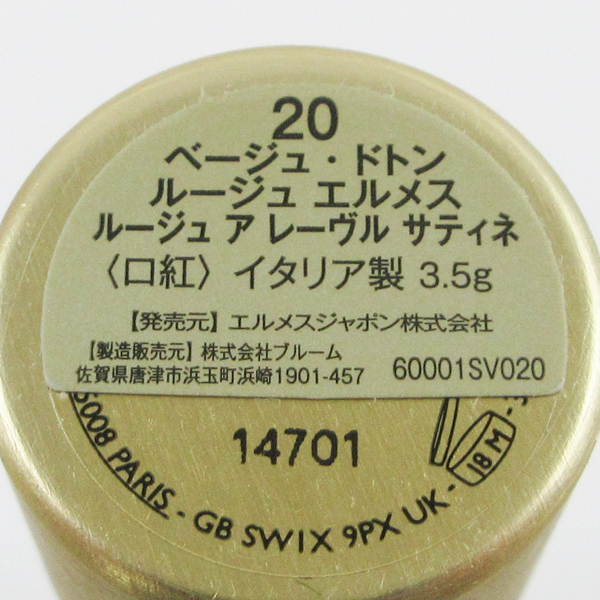 20
ベージュ・ドトン
ルージュ エルメス
ルージュ ア レーヴル サティネ
〈口紅〉イタリア製 3.5g
【発売元】エルメスジャポン株式会社
【製造販売元】株式会社ブルーム
佐賀県唐津市浜玉町浜崎1901-457 60001SV020
14701
18 M
5008 PARIS - GB SW1X 9PX UK -